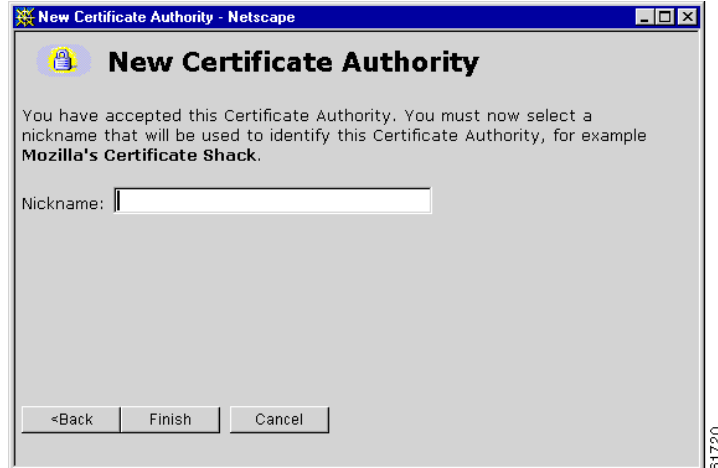 New Certificate Authority - Netscape
New Certificate Authority
You have accepted this Certificate Authority. You must now select a
nickname that will be used to identify this Certificate Authority, for example
Mozilla's Certificate Shack.
Nickname:
<Back Finish Cancel